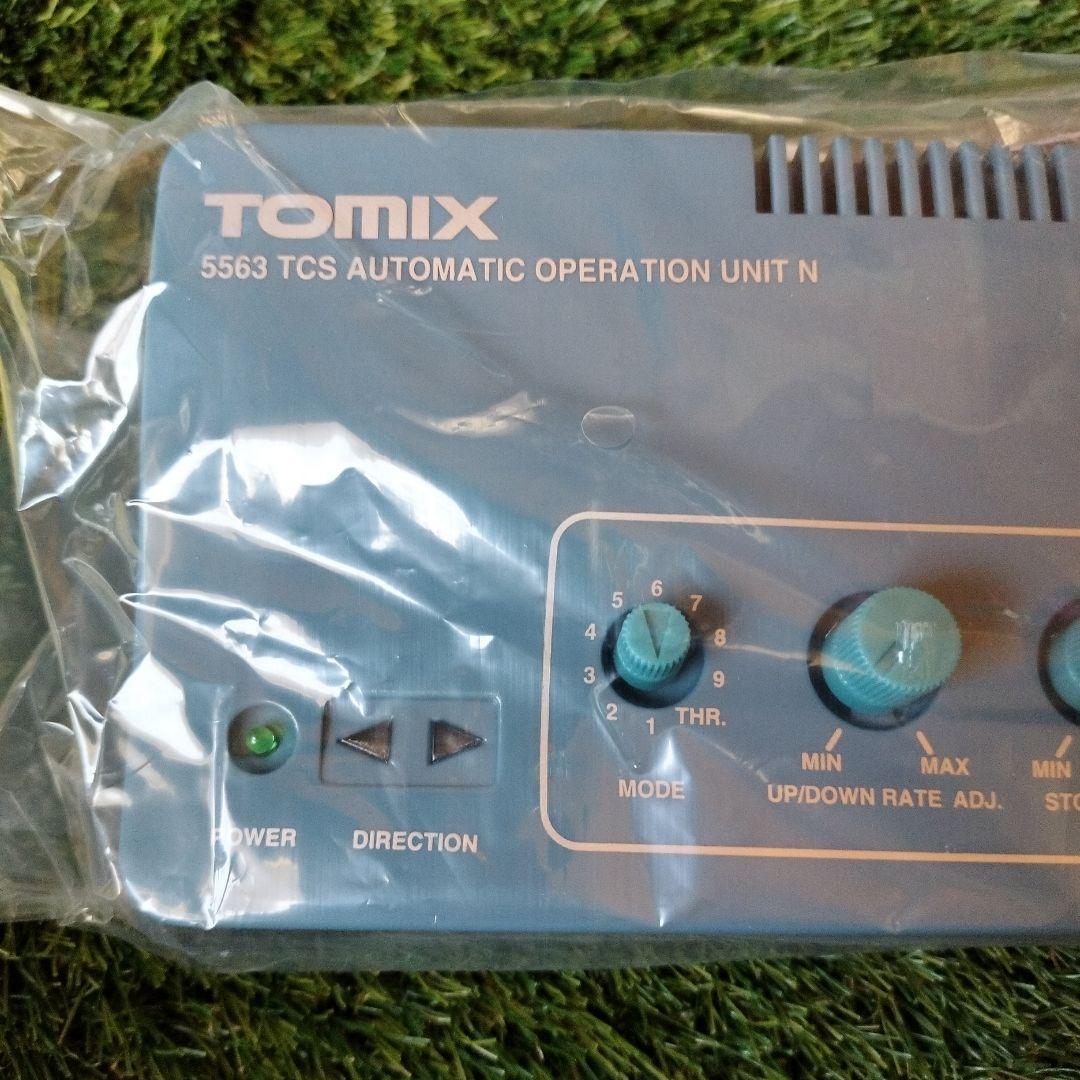 TOMIX
5563 TCS AUTOMATIC OPERATION UNIT N
6
5 7
4 8
3 9
2 1 THR.
MIN MAX MIN
MODE UP/DOWN RATE ADJ. STO
POWER DIRECTION